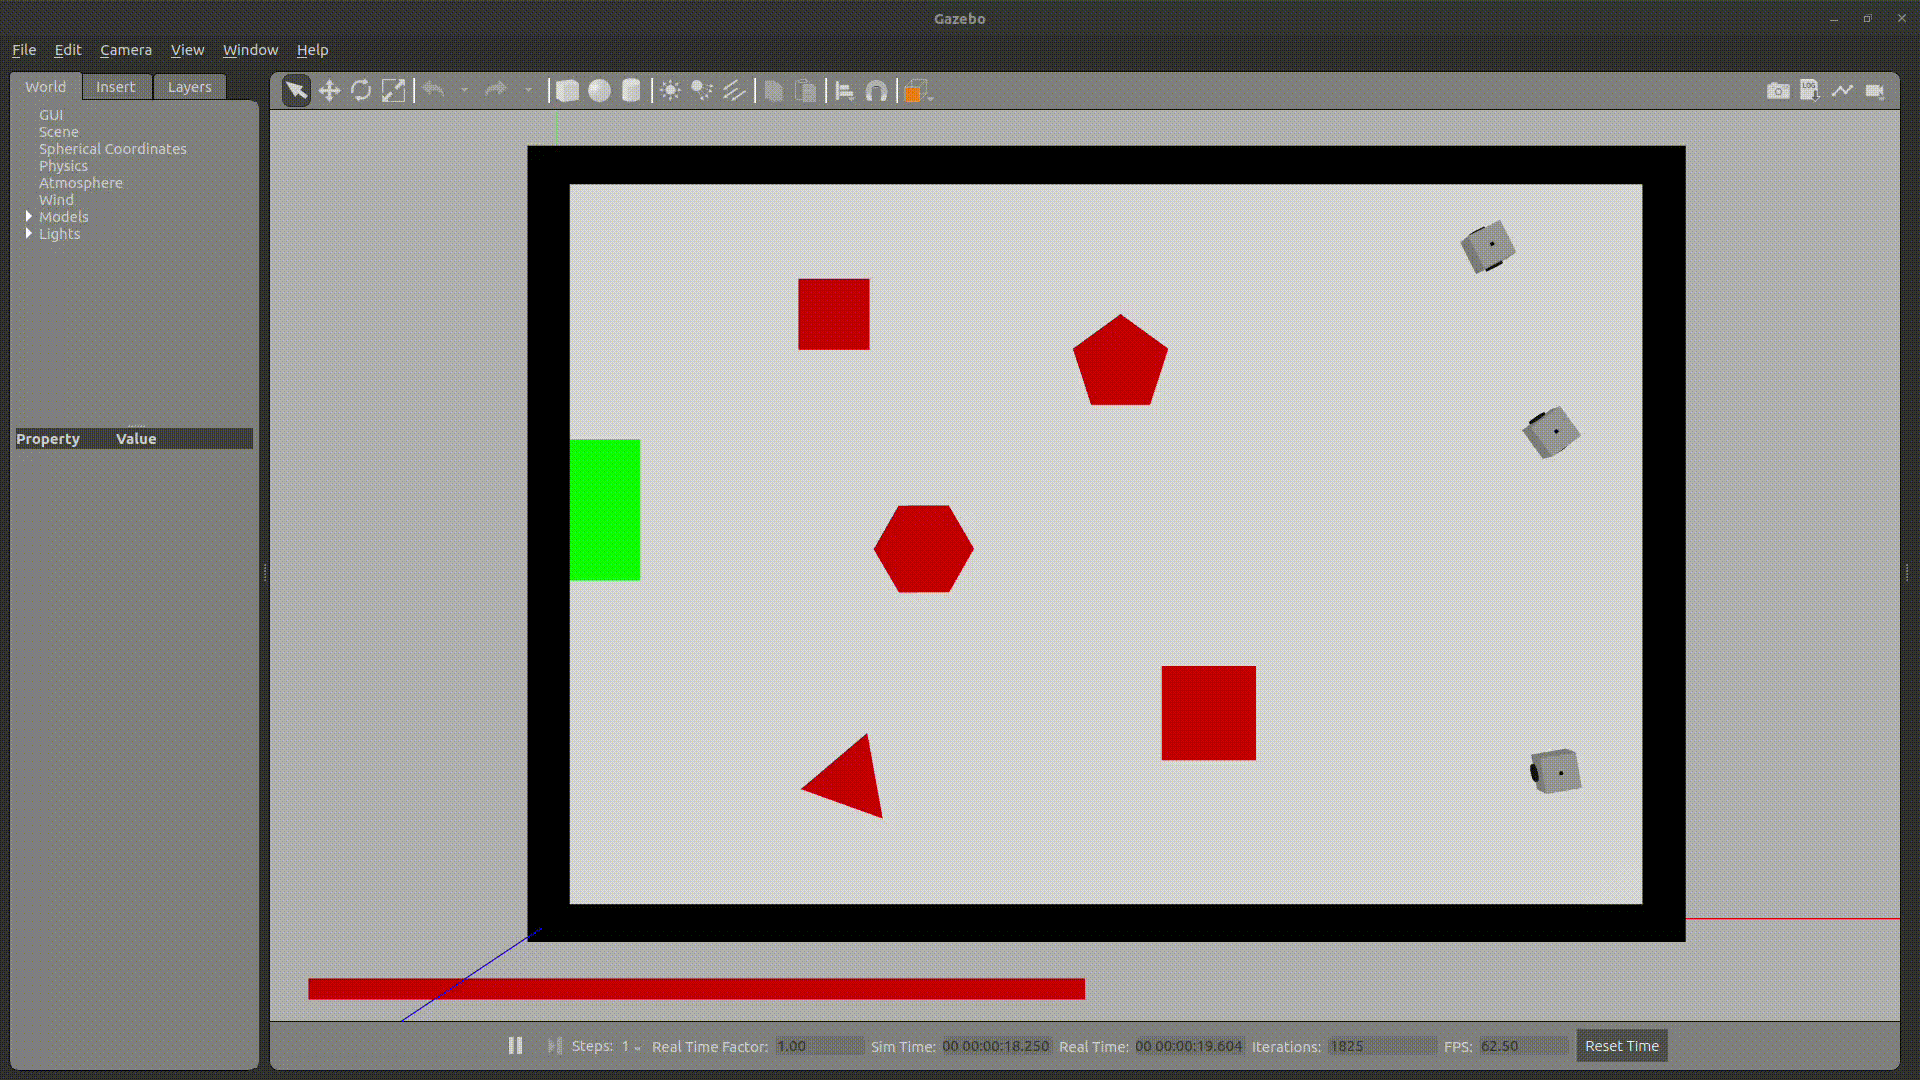 Gazebo
File Edit Camera View Window Help
World Insert Layers
LOG
GUI
Scene
Spherical Coordinates
Physics
Atmosphere
Wind
Models
Lights
Property Value
Steps: 1 Real Time Factor: 1.00 Sim Time: 00 00:00:18.250 Real Time: 00 00:00:19.604 Iterations: 1825 FPS: 62.50 Reset Time